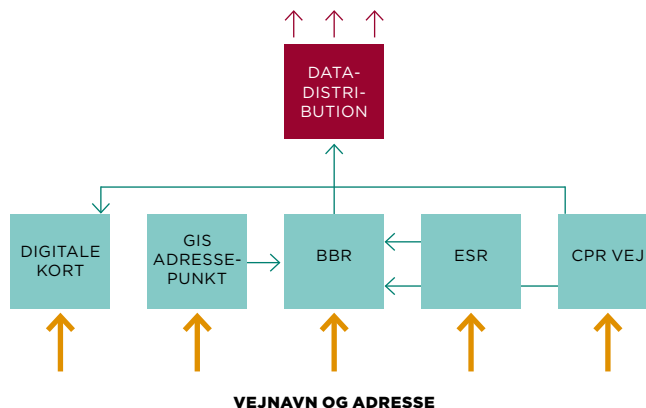 DATA-
DISTRI-
BUTION
DIGITALE
KORT
GIS
ADRESSE-
PUNKT
BBR
ESR
CPR VEJ
VEJNAVN OG ADRESSE